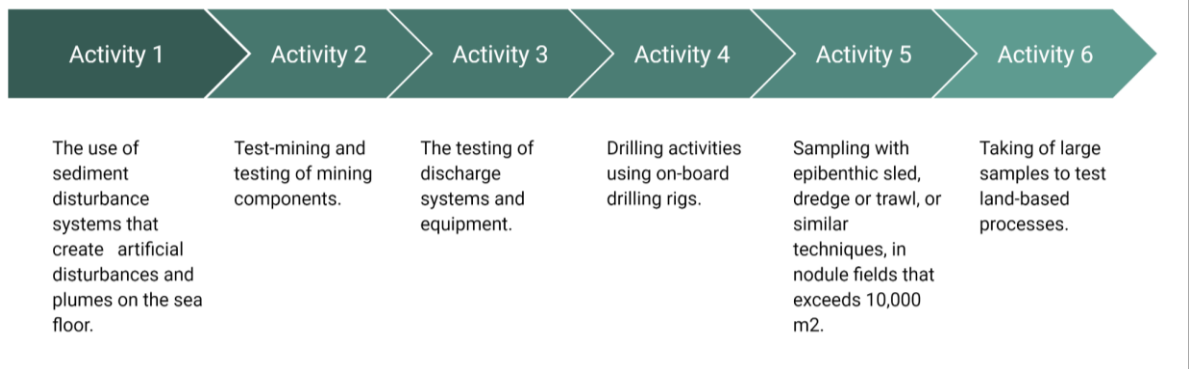 Activity 1
Activity 2
Activity 3
Activity 4
Activity 5
Activity 6
The use of
sediment
disturbance
systems that
create artificial
disturbances and
plumes on the sea
floor.
Test-mining and
testing of mining
components.
The testing of
discharge
systems and
equipment.
Drilling activities
using on-board
drilling rigs.
Sampling with
epibenthic sled,
dredge or trawl, or
similar
techniques, in
nodule fields that
exceeds 10,000
m2.
Taking of large
samples to test
land-based
processes.